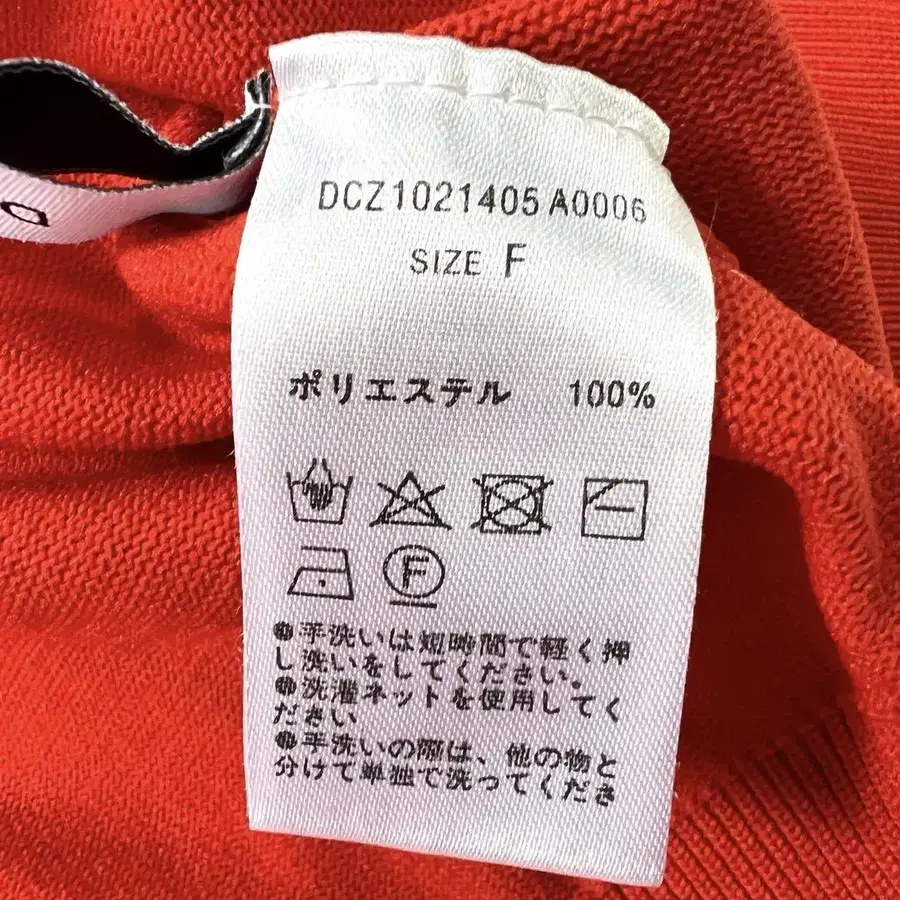 DCZ1021405A0006
SIZE F
ポリエステル 100%
F
手洗いは短時間で軽く押
し洗いをしてください。
洗濯ネットを使用してく
ださい
手洗いの際は、他の物と
分けて単独で洗ってくださ